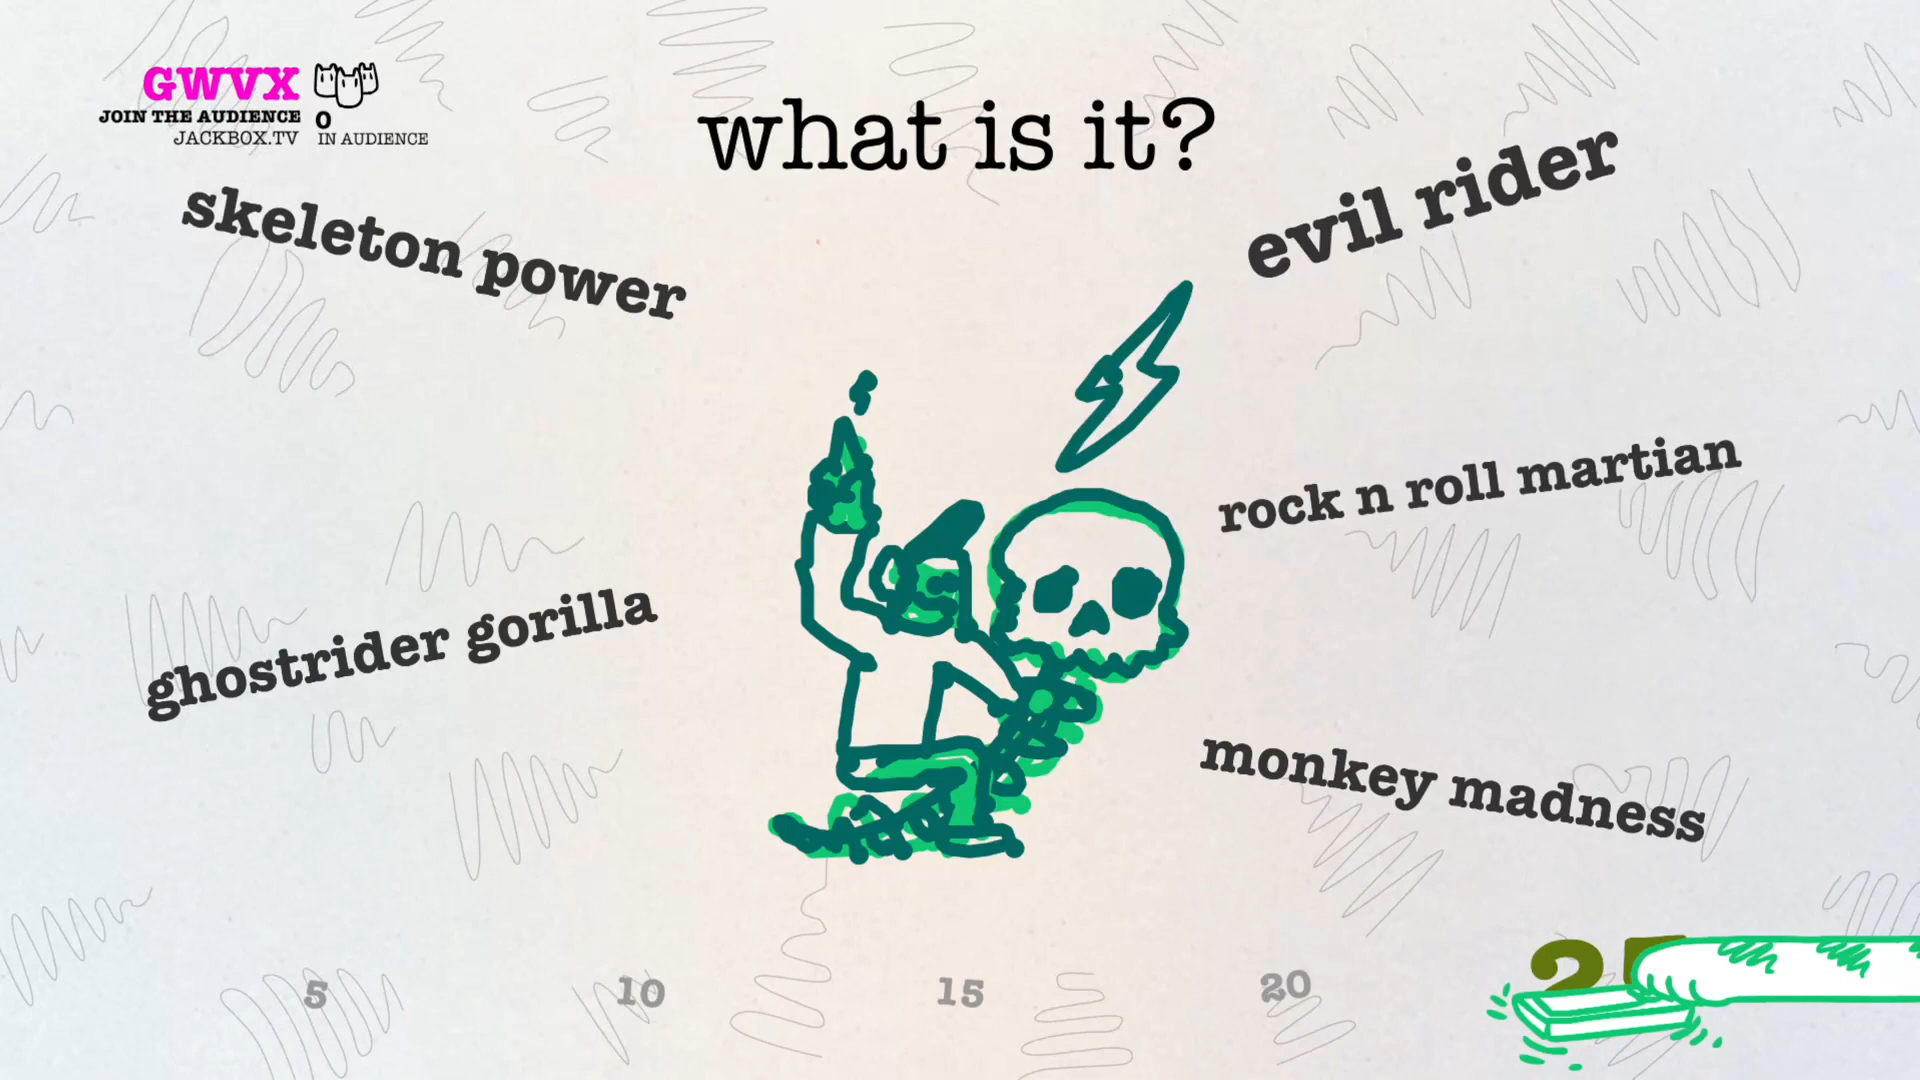 GWVX
JOIN THE AUDIENCE
JACKBOX.TV
0
IN AUDIENCE
what is it?
skeleton power
evil rider
rock n roll martian
ghostrider gorilla
monkey madness
5
10
15
20